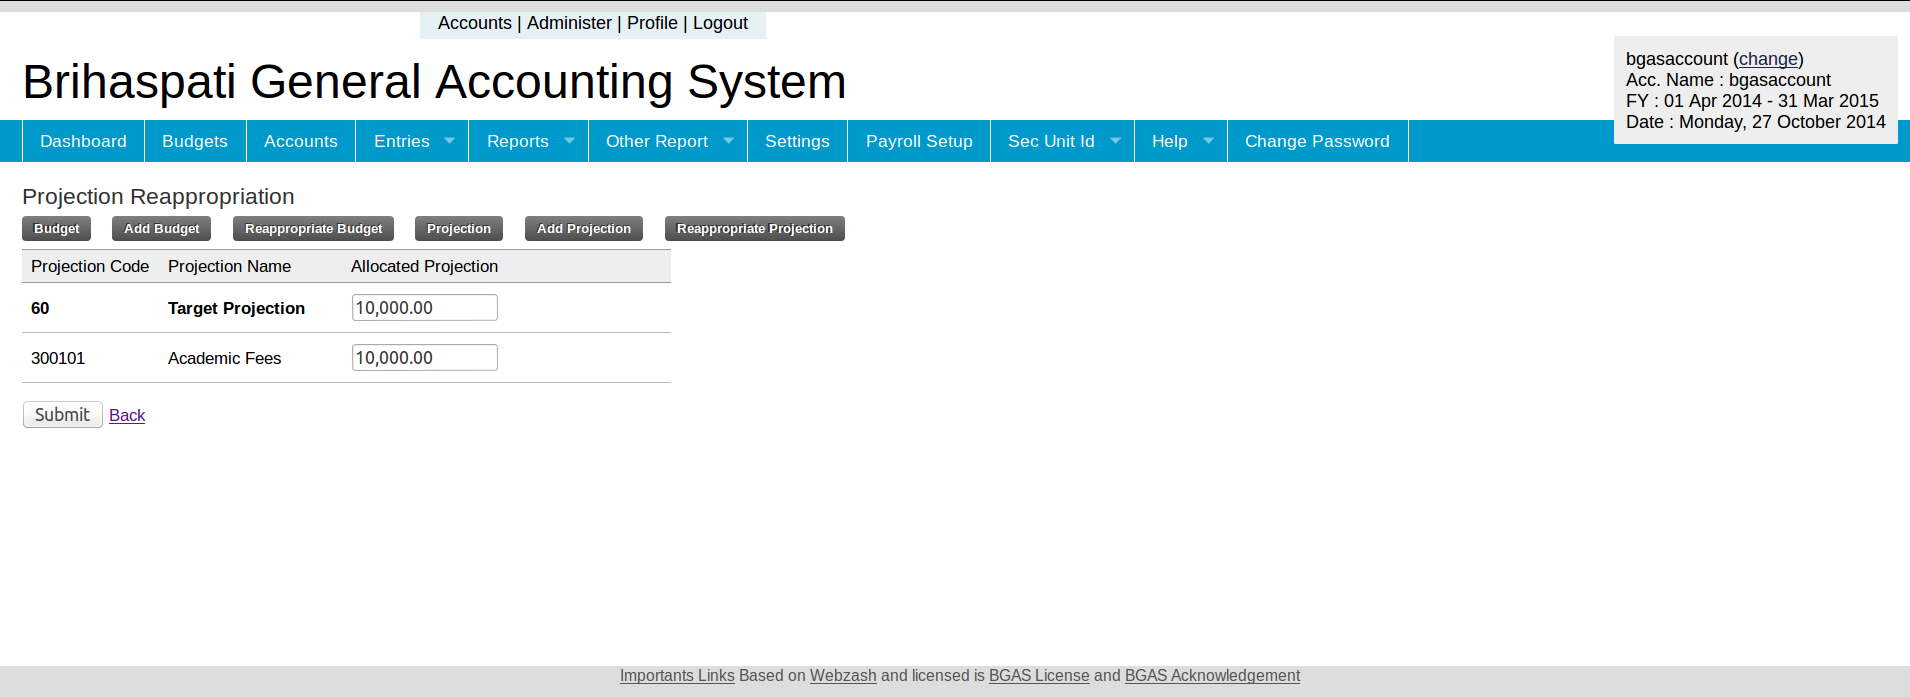 Accounts | Administer | Profile | Logout
Brihaspati General Accounting System
bgasaccount (change)
Acc. Name : bgasaccount
FY : 01 Apr 2014 - 31 Mar 2015
Date : Monday, 27 October 2014
Dashboard Budgets Accounts Entries Reports Other Report Settings Payroll Setup Sec Unit Id Help Change Password
Projection Reappropriation
Budget Add Budget Reappropriate Budget Projection Add Projection Reappropriate Projection
Projection Code Projection Name Allocated Projection
60 Target Projection 10,000.00
300101 Academic Fees 10,000.00
Submit Back
Importants Links Based on Webzash and licensed is BGAS License and BGAS Acknowledgement